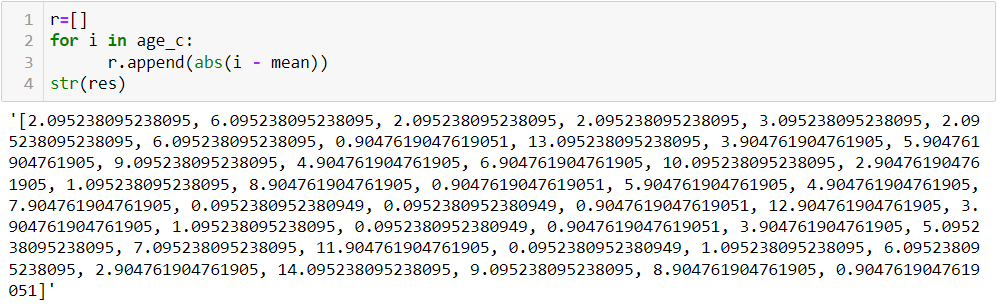 1 r=[]
2 for i in age_c:
3 r.append(abs(i - mean))
4 str(res)
'[2.095238095238095, 6.095238095238095, 2.095238095238095, 2.095238095238095, 3.095238095238095, 2.09
5238095238095, 6.095238095238095, 0.9047619047619051, 13.095238095238095, 3.904761904761905, 5.904761
904761905, 9.095238095238095, 4.904761904761905, 6.904761904761905, 10.095238095238095, 2.90476190476
1905, 1.095238095238095, 8.904761904761905, 0.9047619047619051, 5.904761904761905, 4.904761904761905,
7.904761904761905, 0.0952380952380949, 0.0952380952380949, 0.9047619047619051, 12.904761904761905, 3.
904761904761905, 1.095238095238095, 0.0952380952380949, 0.9047619047619051, 3.904761904761905, 5.0952
38095238095, 7.095238095238095, 11.904761904761905, 0.0952380952380949, 1.095238095238095, 6.09523809
5238095, 2.904761904761905, 14.095238095238095, 9.095238095238095, 8.904761904761905, 0.9047619047619
051]'